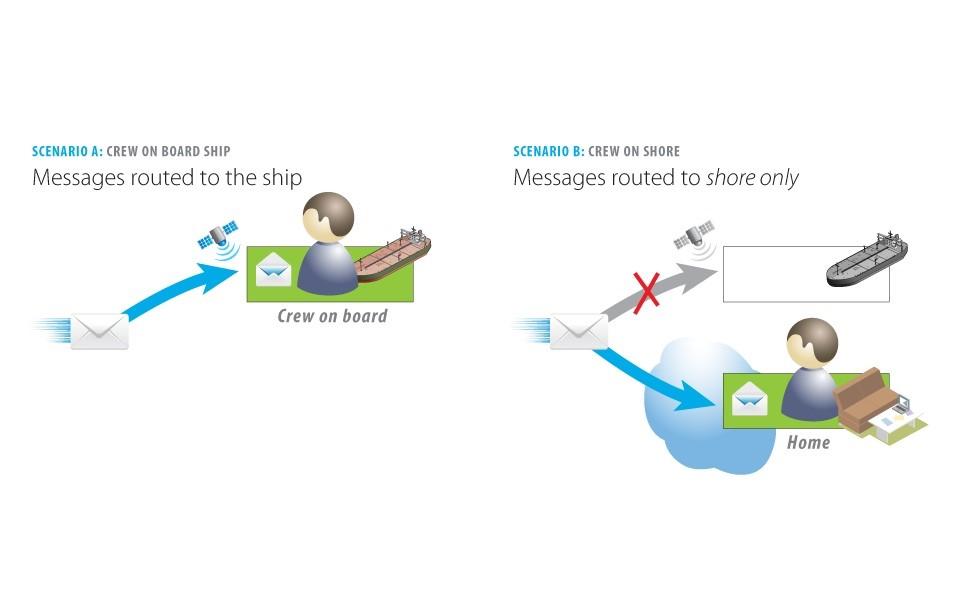 SCENARIO A: CREW ON BOARD SHIP
Messages routed to the ship
Crew on board
SCENARIO B: CREW ON SHORE
Messages routed to shore only
Home